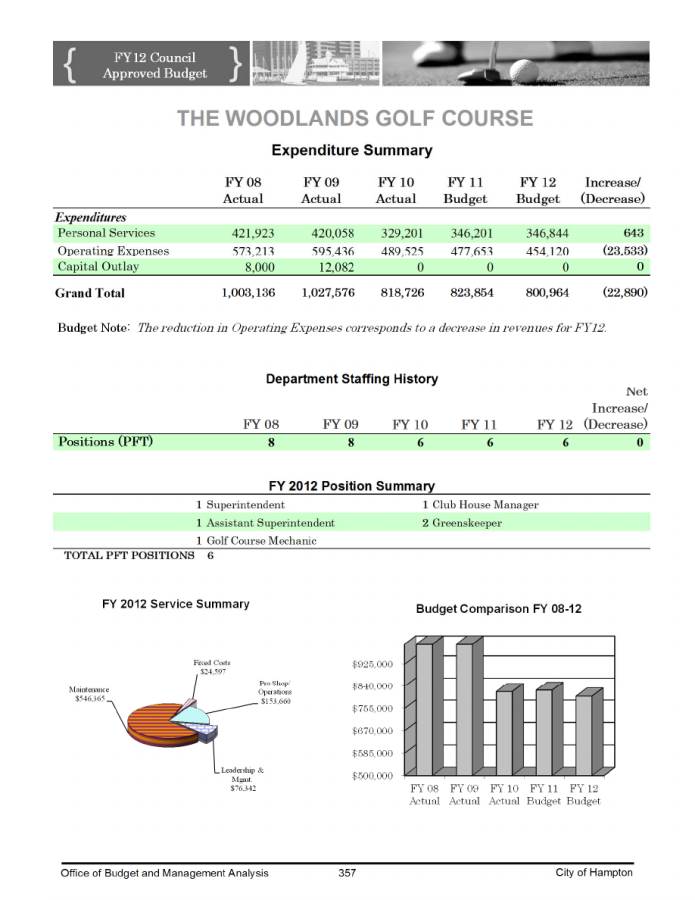 FY12 Council
Approved Budget
THE WOODLANDS GOLF COURSE
Expenditure Summary
FY 08 FY 09 FY 10 FY 11 FY 12 Increase/
Actual Actual Actual Budget Budget (Decrease)
Expenditures
Personal Services 421,923 420,058 329,201 346,201 346,844 643
Operating Expenses 573,213 595,436 489,525 477,653 454,120 (23,533)
Capital Outlay 8,000 12,082 0 0 0 0
Grand Total 1,003,136 1,027,576 818,726 823,854 800,964 (22,890)
Budget Note: The reduction in Operating Expenses corresponds to a decrease in revenues for FY12.
Department Staffing History
Net
Increase/
FY 08 FY 09 FY 10 FY 11 FY 12 (Decrease)
Positions (PFT) 8 8 6 6 6 0
FY 2012 Position Summary
1 Superintendent 1 Club House Manager
1 Assistant Superintendent 2 Greenskeeper
1 Golf Course Mechanic
TOTAL PFT POSITIONS 6
FY 2012 Service Summary
Fixed Costs
$24,597
Pro Shop/
Operations
$153,660
Maintenance
$546,365
Leadership &
Mgmt.
$76,342
Budget Comparison FY 08-12
$925,000
$840,000
$755,000
$670,000
$585,000
$500,000
FY 08 FY 09 FY 10 FY 11 FY 12
Actual Actual Actual Budget Budget
Office of Budget and Management Analysis 357 City of Hampton